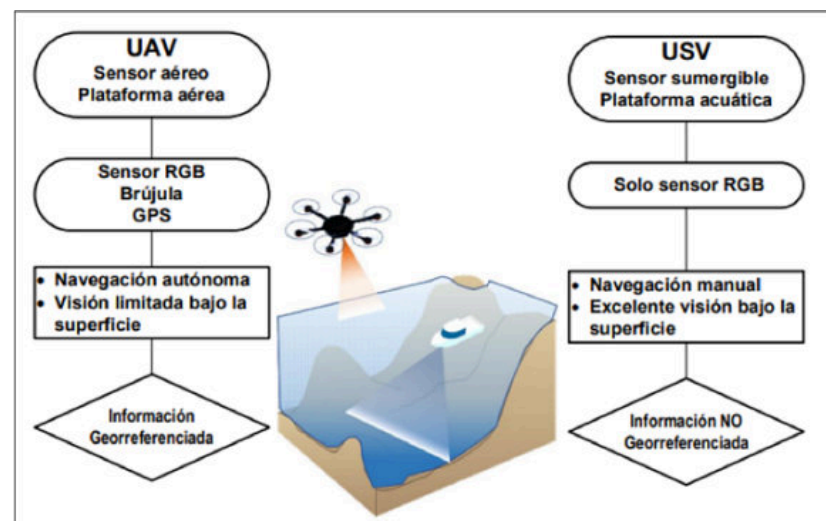 UAV
Sensor aéreo
Plataforma aérea
Sensor RGB
Brújula
GPS
• Navegación autónoma
• Visión limitada bajo la
superficie
Información
Georreferenciada
USV
Sensor sumergible
Plataforma acuática
Solo sensor RGB
• Navegación manual
• Excelente visión bajo la
superficie
Información NO
Georreferenciada